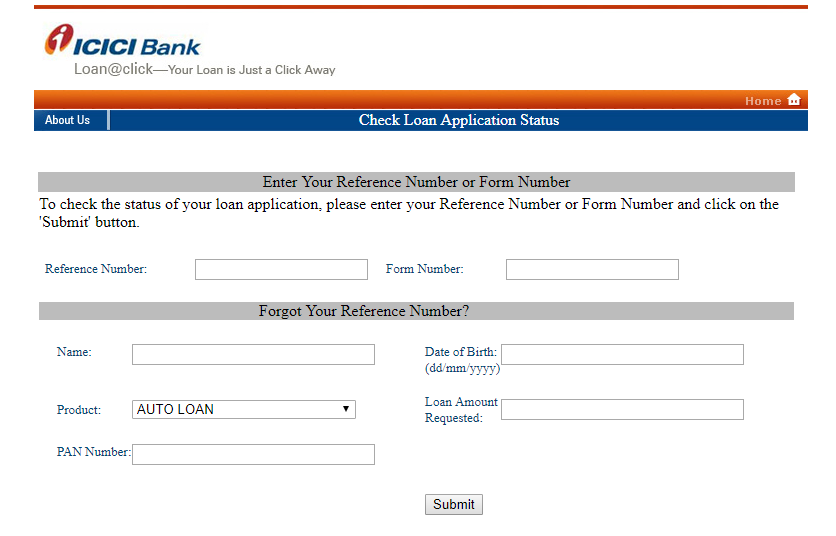 ICICI Bank
Loan@click—Your Loan is Just a Click Away
Home
About Us
Check Loan Application Status
Enter Your Reference Number or Form Number
To check the status of your loan application, please enter your Reference Number or Form Number and click on the
'Submit' button.
Reference Number:
Form Number:
Forgot Your Reference Number?
Name:
Date of Birth:
(dd/mm/yyyy)
Product:
AUTO LOAN
Loan Amount
Requested:
PAN Number:
Submit